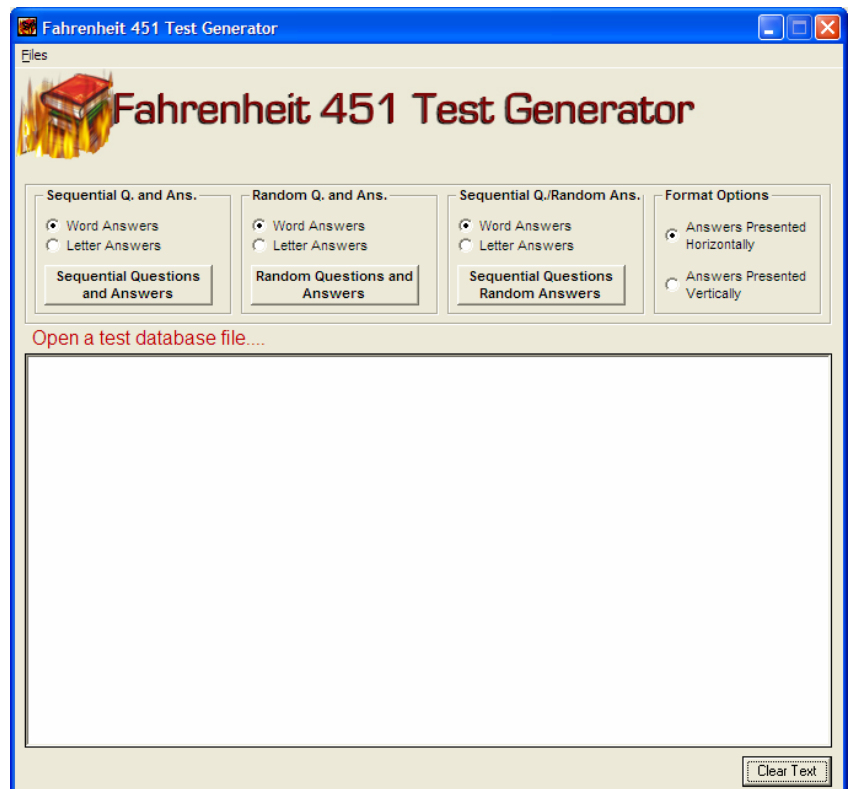 Fahrenheit 451 Test Generator
Files
Fahrenheit 451 Test Generator
Sequential Q. and Ans.
Word Answers
Letter Answers
Sequential Questions
and Answers
Random Q. and Ans.
Word Answers
Letter Answers
Random Questions and
Answers
Sequential Q./Random Ans.
Word Answers
Letter Answers
Sequential Questions
Random Answers
Format Options
Answers Presented
Horizontally
Answers Presented
Vertically
Open a test database file....
Clear Text